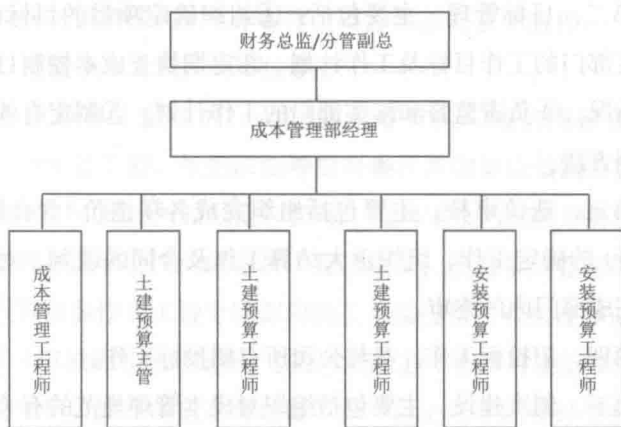 财务总监/分管副总
成本管理部经理
成本管理工程师
土建预算主管
土建预算工程师
土建预算工程师
安装预算工程师
安装预算工程师